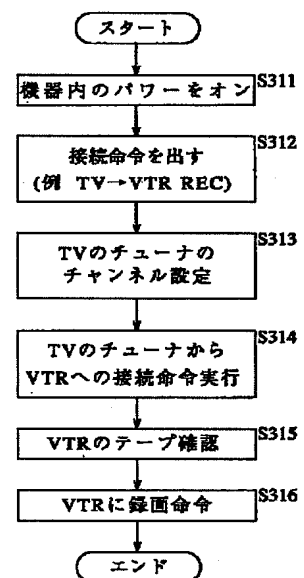 スタート
機器内のパワーをオン S311
S312
接続命令を出す
(例 TV→VTR REC)
S313
TVのチューナの
チャンネル設定
S314
TVのチューナから
VTRへの接続命令実行
S315
VTRのテープ確認
S316
VTRに録画命令
エンド